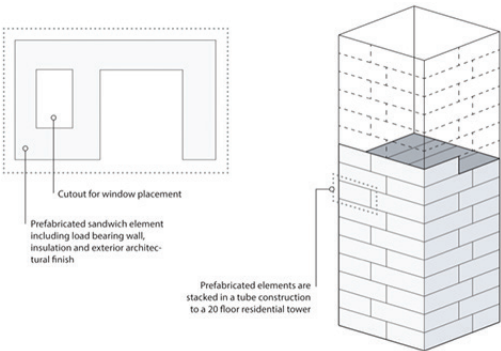 Cutout for window placement
Prefabricated sandwich element
including load bearing wall,
insulation and exterior architec-
tural finish
Prefabricated elements are
stacked in a tube construction
to a 20 floor residential tower